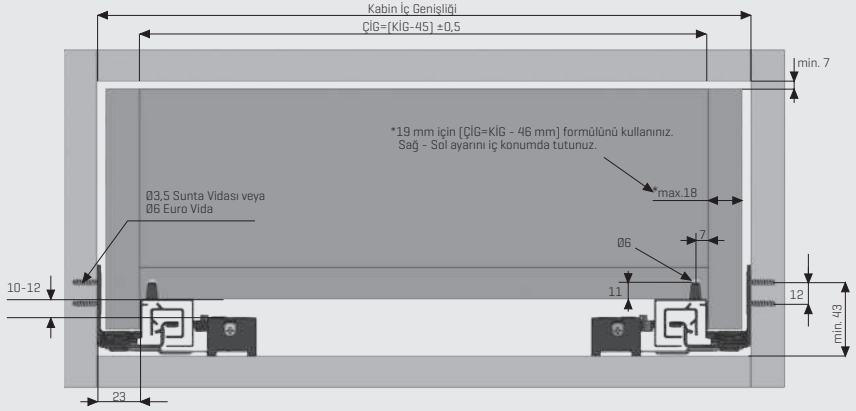 Kabin İç Genişliği
ÇİG=(KİG-45) ±0,5
min. 7
*19 mm için (ÇİG=KİG - 46 mm) formülünü kullanınız.
Sağ - Sol ayarını iç konumda tutunuz.
*max.18
Ø3,5 Sunta Vidası veya
Ø6 Euro Vida
7
Ø6
10-12
11
12
min. 43
23